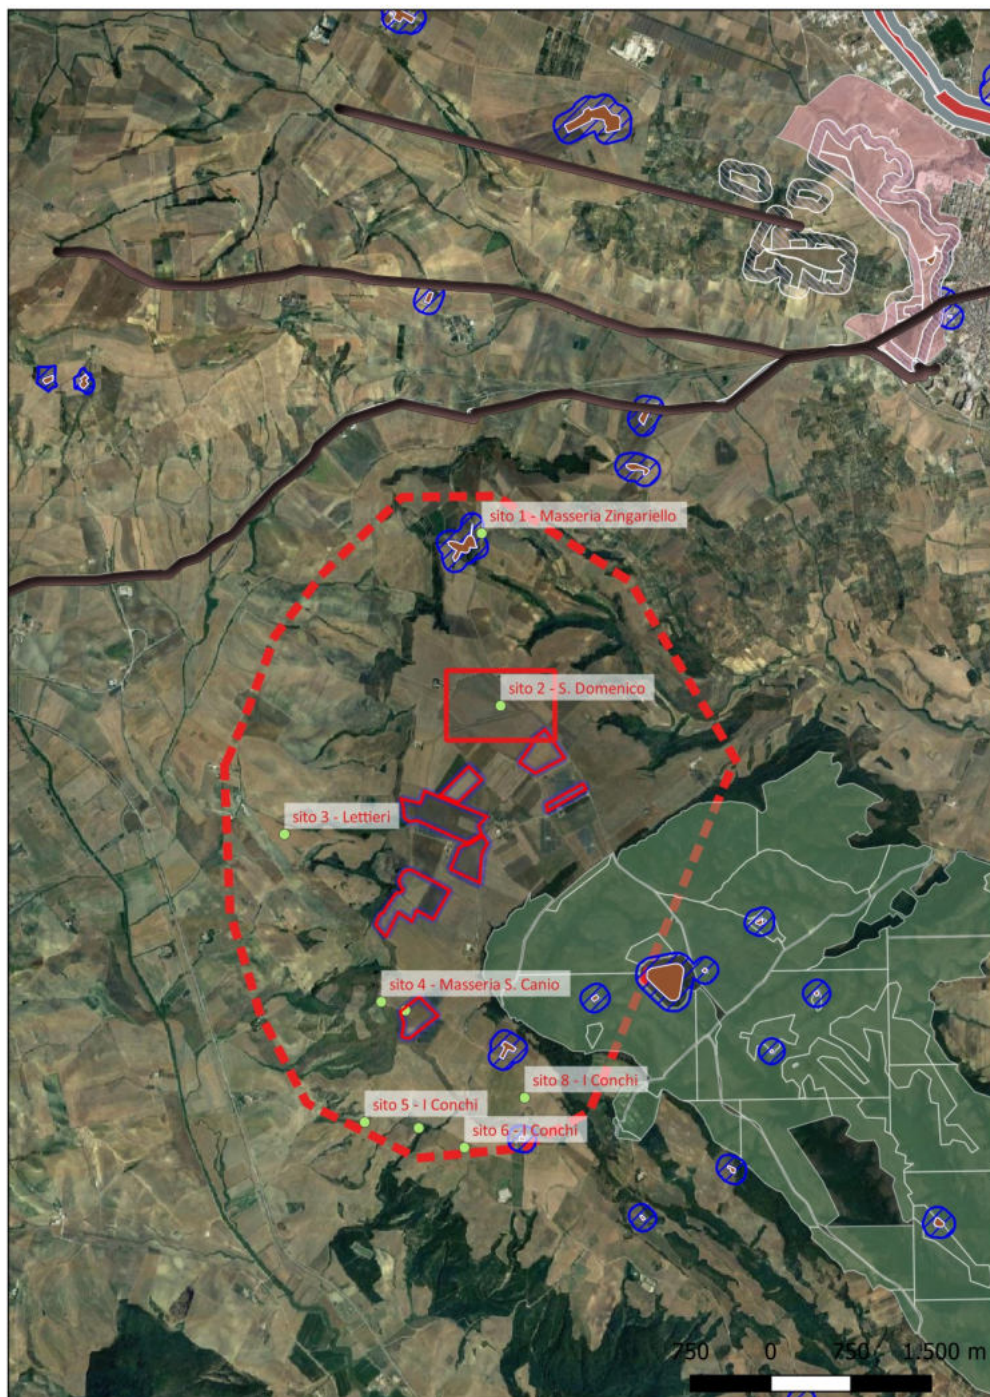 sito 1 - Masseria Zingariello
sito 2 - S. Domenico
sito 3 - Lettieri
sito 4 - Masseria S. Canio
sito 8 - I Conchi
sito 5 - I Conchi
sito 6 - I Conchi
750 0 750 1.500 m